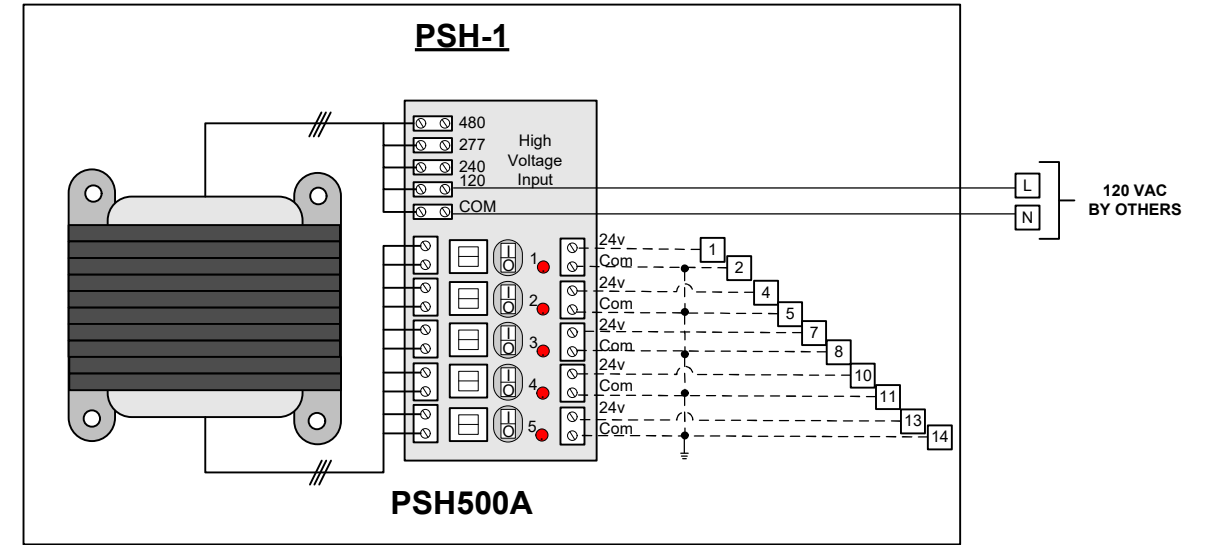 PSH-1
480
277
240
120
COM
High
Voltage
Input
L
N
120 VAC
BY OTHERS
1
24v
Com
1
2
2
24v
Com
4
5
3
24v
Com
7
8
4
24v
Com
10
11
5
24v
Com
13
14
PSH500A